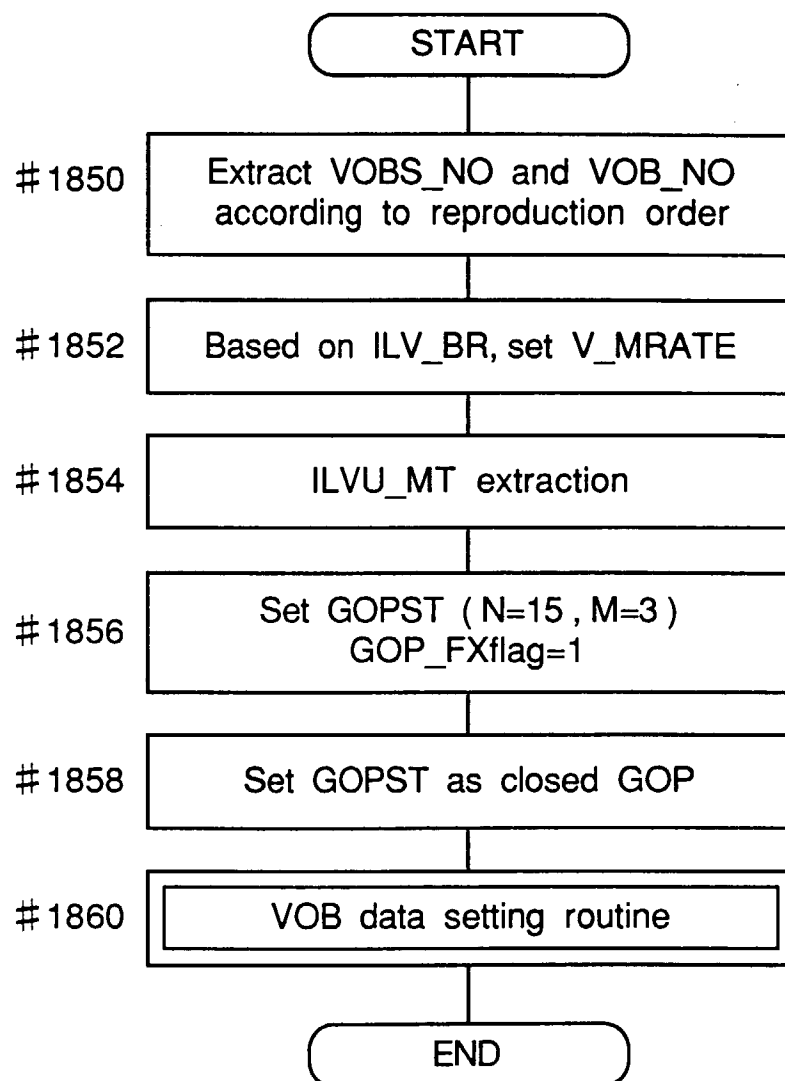 START
#1850
Extract VOBS_NO and VOB_NO
according to reproduction order
#1852
Based on ILV_BR, set V_MRATE
#1854
ILVU_MT extraction
#1856
Set GOPST ( N=15 , M=3 )
GOP_FXflag=1
#1858
Set GOPST as closed GOP
#1860
VOB data setting routine
END